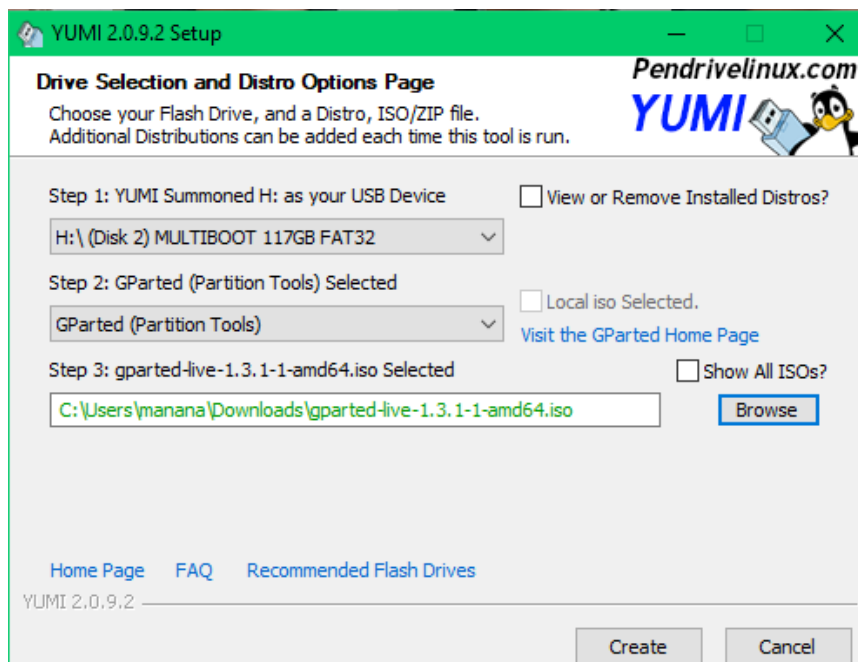 YUMI 2.0.9.2 Setup
Drive Selection and Distro Options Page
Choose your Flash Drive, and a Distro, ISO/ZIP file.
Additional Distributions can be added each time this tool is run.
Pendrivelinux.com
YUMI
Step 1: YUMI Summoned H: as your USB Device
View or Remove Installed Distros?
H:\ (Disk 2) MULTIBOOT 117GB FAT32
Step 2: GParted (Partition Tools) Selected
Local iso Selected.
GParted (Partition Tools)
Visit the GParted Home Page
Step 3: gparted-live-1.3.1-1-amd64.iso Selected
Show All ISOs?
C:\Users\manana\Downloads\gparted-live-1.3.1-1-amd64.iso
Browse
Home Page FAQ Recommended Flash Drives
YUMI 2.0.9.2
Create Cancel